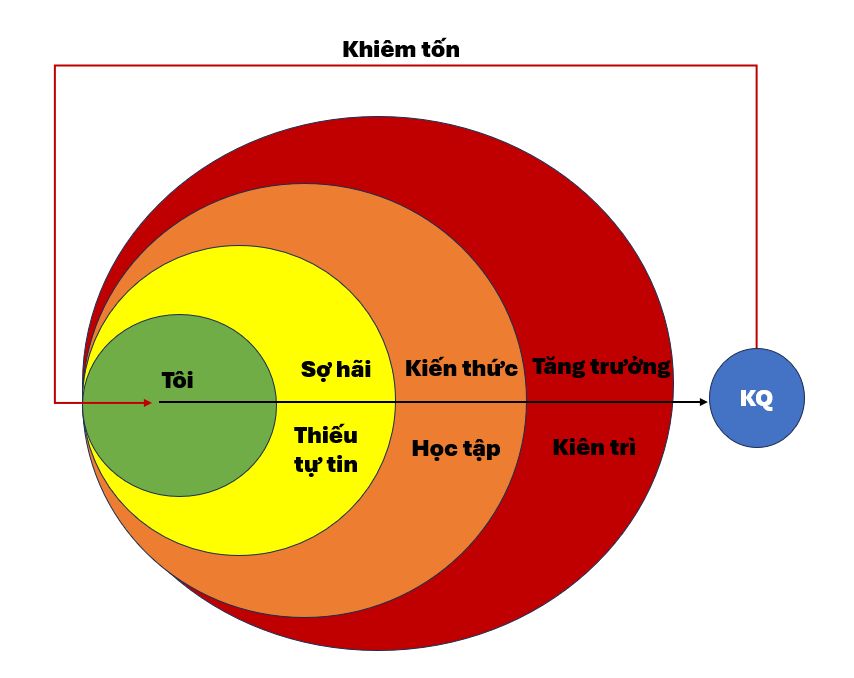 Khiêm tốn
Tôi
Sợ hãi
Kiến thức
Tăng trưởng
KQ
Thiếu
tự tin
Học tập
Kiên trì